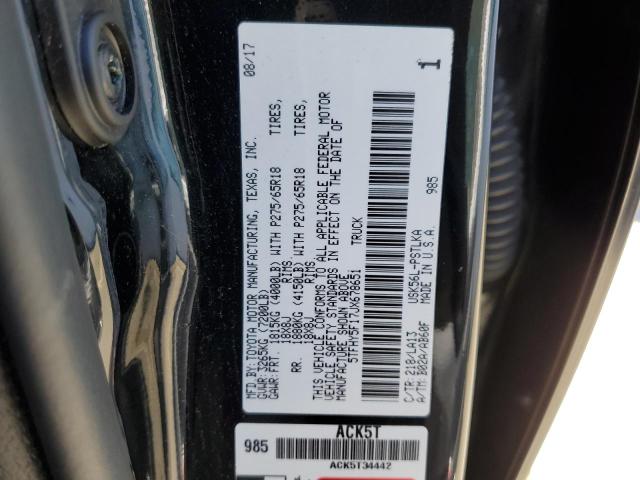 MFD. BY: TOYOTA MOTOR MANUFACTURING, TEXAS, INC. 08/17
GVWR: 3265KG (7200LB)
GAWR: FRT. 1815KG (4000LB) WITH P275/65R18 TIRES,
18X8J RIMS.
RR. 1880KG (4150LB) WITH P275/65R18 TIRES,
18X8J RIMS.
THIS VEHICLE CONFORMS TO ALL APPLICABLE FEDERAL MOTOR
VEHICLE SAFETY STANDARDS IN EFFECT ON THE DATE OF
MANUFACTURE SHOWN ABOVE.
5TFHY5F17JX678651 TRUCK
985
C/TR: 218/LA13 USK56L-PSTLKA
A/TM: B02A/AB60F MADE IN U.S.A.
1
985 ACK5T
ACK5T34442